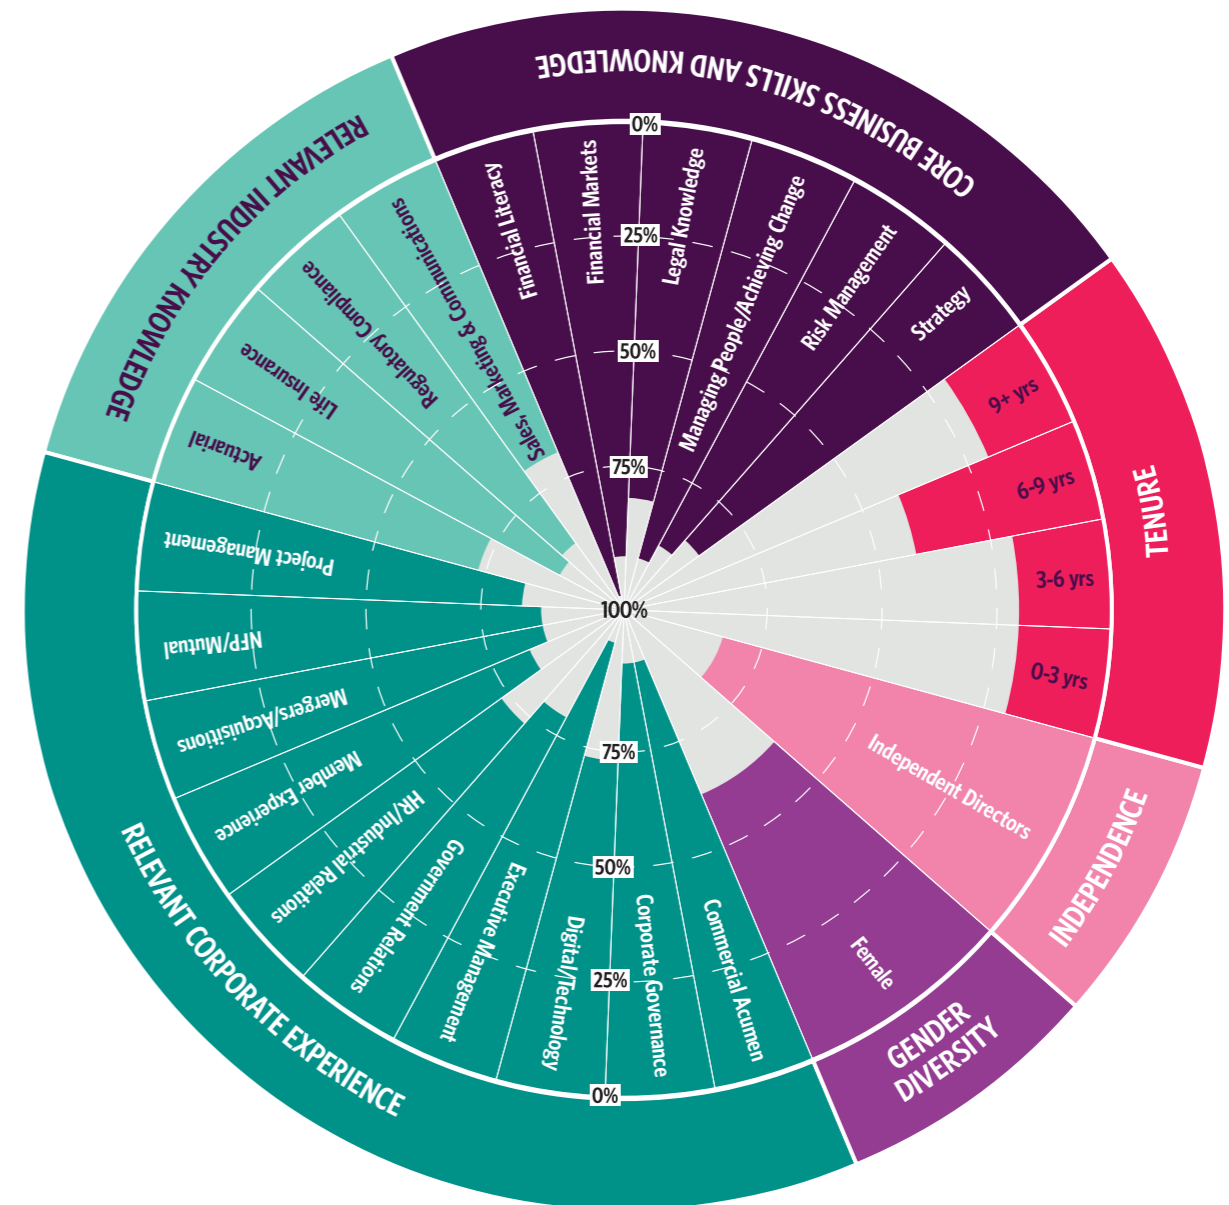 CORE BUSINESS SKILLS AND KNOWLEDGE
Financial Literacy
Financial Markets
Legal Knowledge
Managing People/Achieving Change
Risk Management
Strategy
TENURE
9+ yrs
6-9 yrs
3-6 yrs
0-3 yrs
INDEPENDENCE
Independent Directors
GENDER
DIVERSITY
Female
RELEVANT CORPORATE EXPERIENCE
Commercial Acumen
Corporate Governance
Digital/Technology
Executive Management
Government Relations
HR/Industrial Relations
Member Experience
Mergers/Acquisitions
NFP/Mutual
Project Management
RELEVANT INDUSTRY KNOWLEDGE
Actuarial
Life Insurance
Regulatory Compliance
Sales, Marketing & Communications
0%
25%
50%
75%
100%
75%
50%
25%
0%